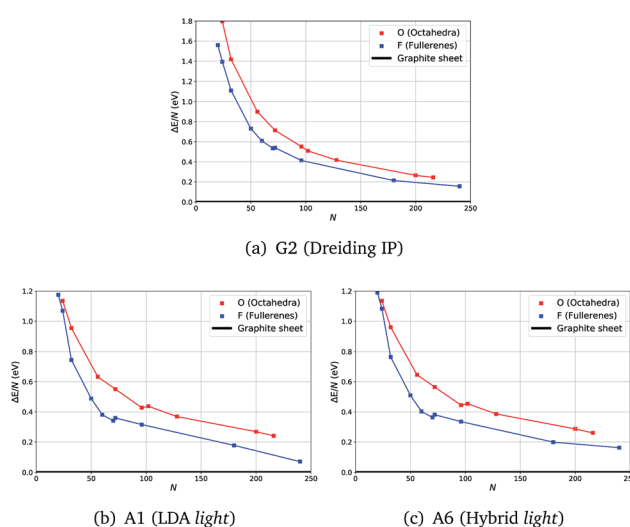 1.8
1.6
1.4
1.2
1.0
0.8
0.6
0.4
0.2
0.0
ΔE/N (eV)
O (Octahedra)
F (Fullerenes)
Graphite sheet
0 50 100 150 200 250
N
(a) G2 (Dreiding IP)
1.2
1.0
0.8
0.6
0.4
0.2
0.0
ΔE/N (eV)
O (Octahedra)
F (Fullerenes)
Graphite sheet
0 50 100 150 200 250
N
(b) A1 (LDA light)
1.2
1.0
0.8
0.6
0.4
0.2
0.0
ΔE/N (eV)
O (Octahedra)
F (Fullerenes)
Graphite sheet
0 50 100 150 200 250
N
(c) A6 (Hybrid light)